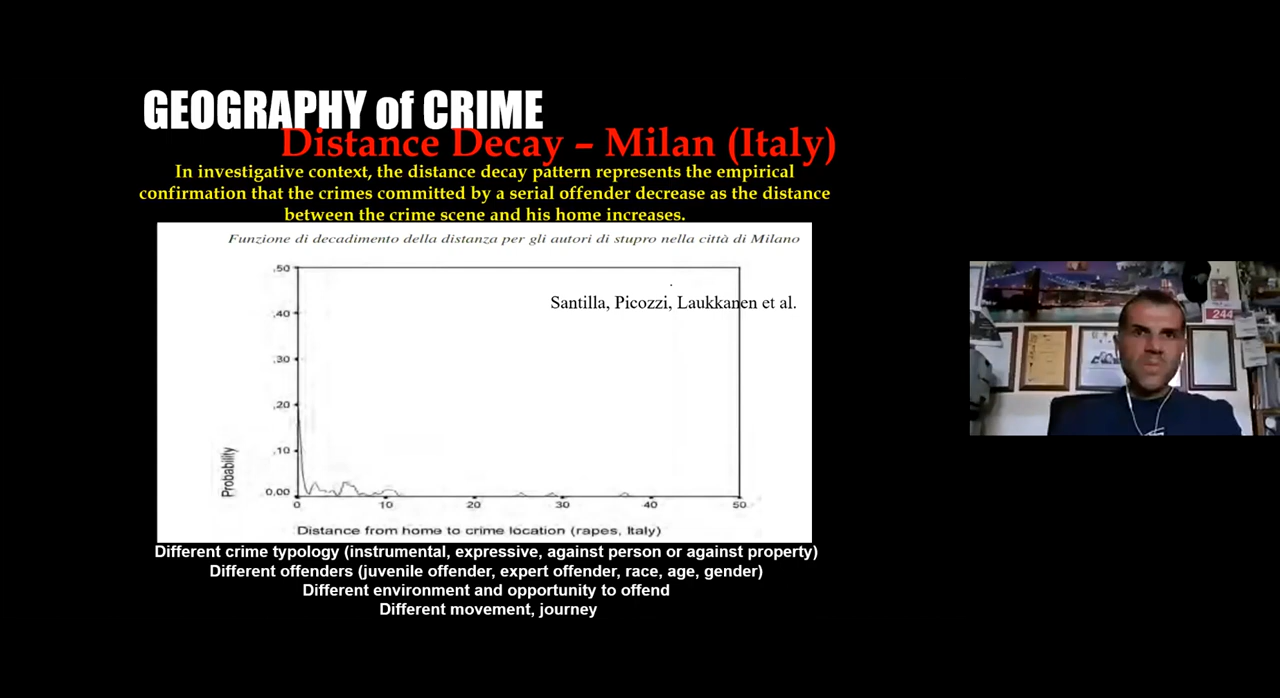 GEOGRAPHY of CRIME
Distance Decay – Milan (Italy)
In investigative context, the distance decay pattern represents the empirical
confirmation that the crimes committed by a serial offender decrease as the distance
between the crime scene and his home increases.
Funzione di decadimento della distanza per gli autori di stupro nella città di Milano
,50
Santilla, Picozzi, Laukkanen et al.
,40
,30
,20
,10
0,00
Probability
0 10 20 30 40 50
Distance from home to crime location (rapes, Italy)
Different crime typology (instrumental, expressive, against person or against property)
Different offenders (juvenile offender, expert offender, race, age, gender)
Different environment and opportunity to offend
Different movement, journey
244